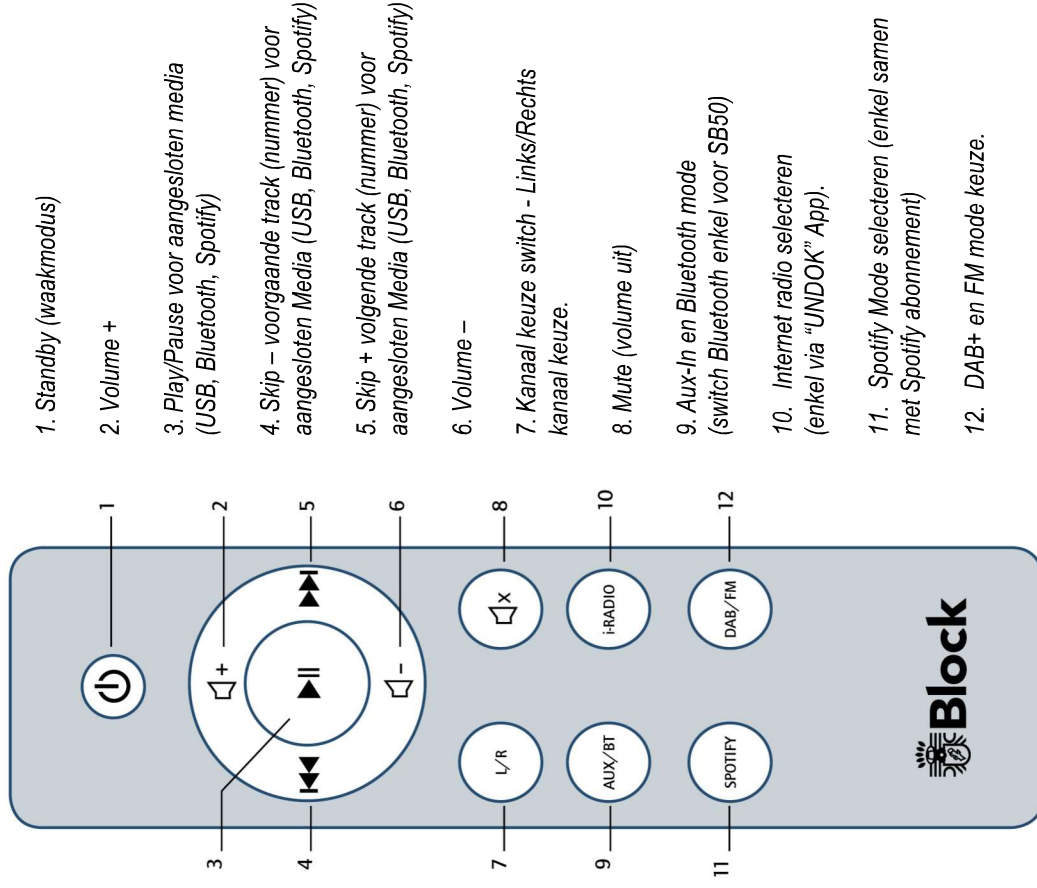 1. Standby (waakmodus)
2. Volume +
3. Play/Pause voor aangesloten media
(USB, Bluetooth, Spotify)
4. Skip – voorgaande track (nummer) voor
aangesloten Media (USB, Bluetooth, Spotify)
5. Skip + volgende track (nummer) voor
aangesloten Media (USB, Bluetooth, Spotify)
6. Volume –
7. Kanaal keuze switch - Links/Rechts
kanaal keuze.
8. Mute (volume uit)
9. Aux-In en Bluetooth mode
(switch Bluetooth enkel voor SB50)
10. Internet radio selecteren
(enkel via “UNDOK” App).
11. Spotify Mode selecteren (enkel samen
met Spotify abonnement)
12. DAB+ en FM mode keuze.
1
2
3
4
5
6
7
8
9
10
11
12
+
-
L/R
x
AUX/BT
i-RADIO
SPOTIFY
DAB/FM
Block